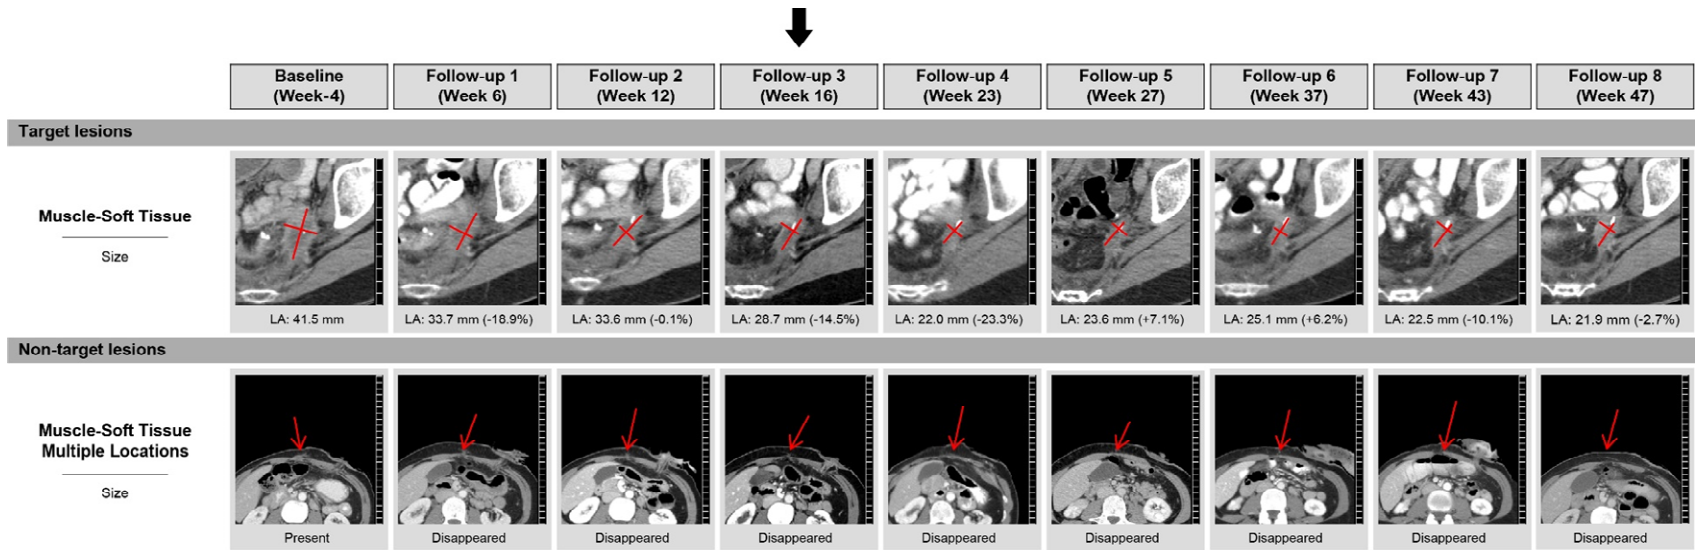 Baseline
(Week-4)
Follow-up 1
(Week 6)
Follow-up 2
(Week 12)
Follow-up 3
(Week 16)
Follow-up 4
(Week 23)
Follow-up 5
(Week 27)
Follow-up 6
(Week 37)
Follow-up 7
(Week 43)
Follow-up 8
(Week 47)
Target lesions
Muscle-Soft Tissue
Size
LA: 41.5 mm
LA: 33.7 mm (-18.9%)
LA: 33.6 mm (-0.1%)
LA: 28.7 mm (-14.5%)
LA: 22.0 mm (-23.3%)
LA: 23.6 mm (+7.1%)
LA: 25.1 mm (+6.2%)
LA: 22.5 mm (-10.1%)
LA: 21.9 mm (-2.7%)
Non-target lesions
Muscle-Soft Tissue
Multiple Locations
Size
Present
Disappeared
Disappeared
Disappeared
Disappeared
Disappeared
Disappeared
Disappeared
Disappeared